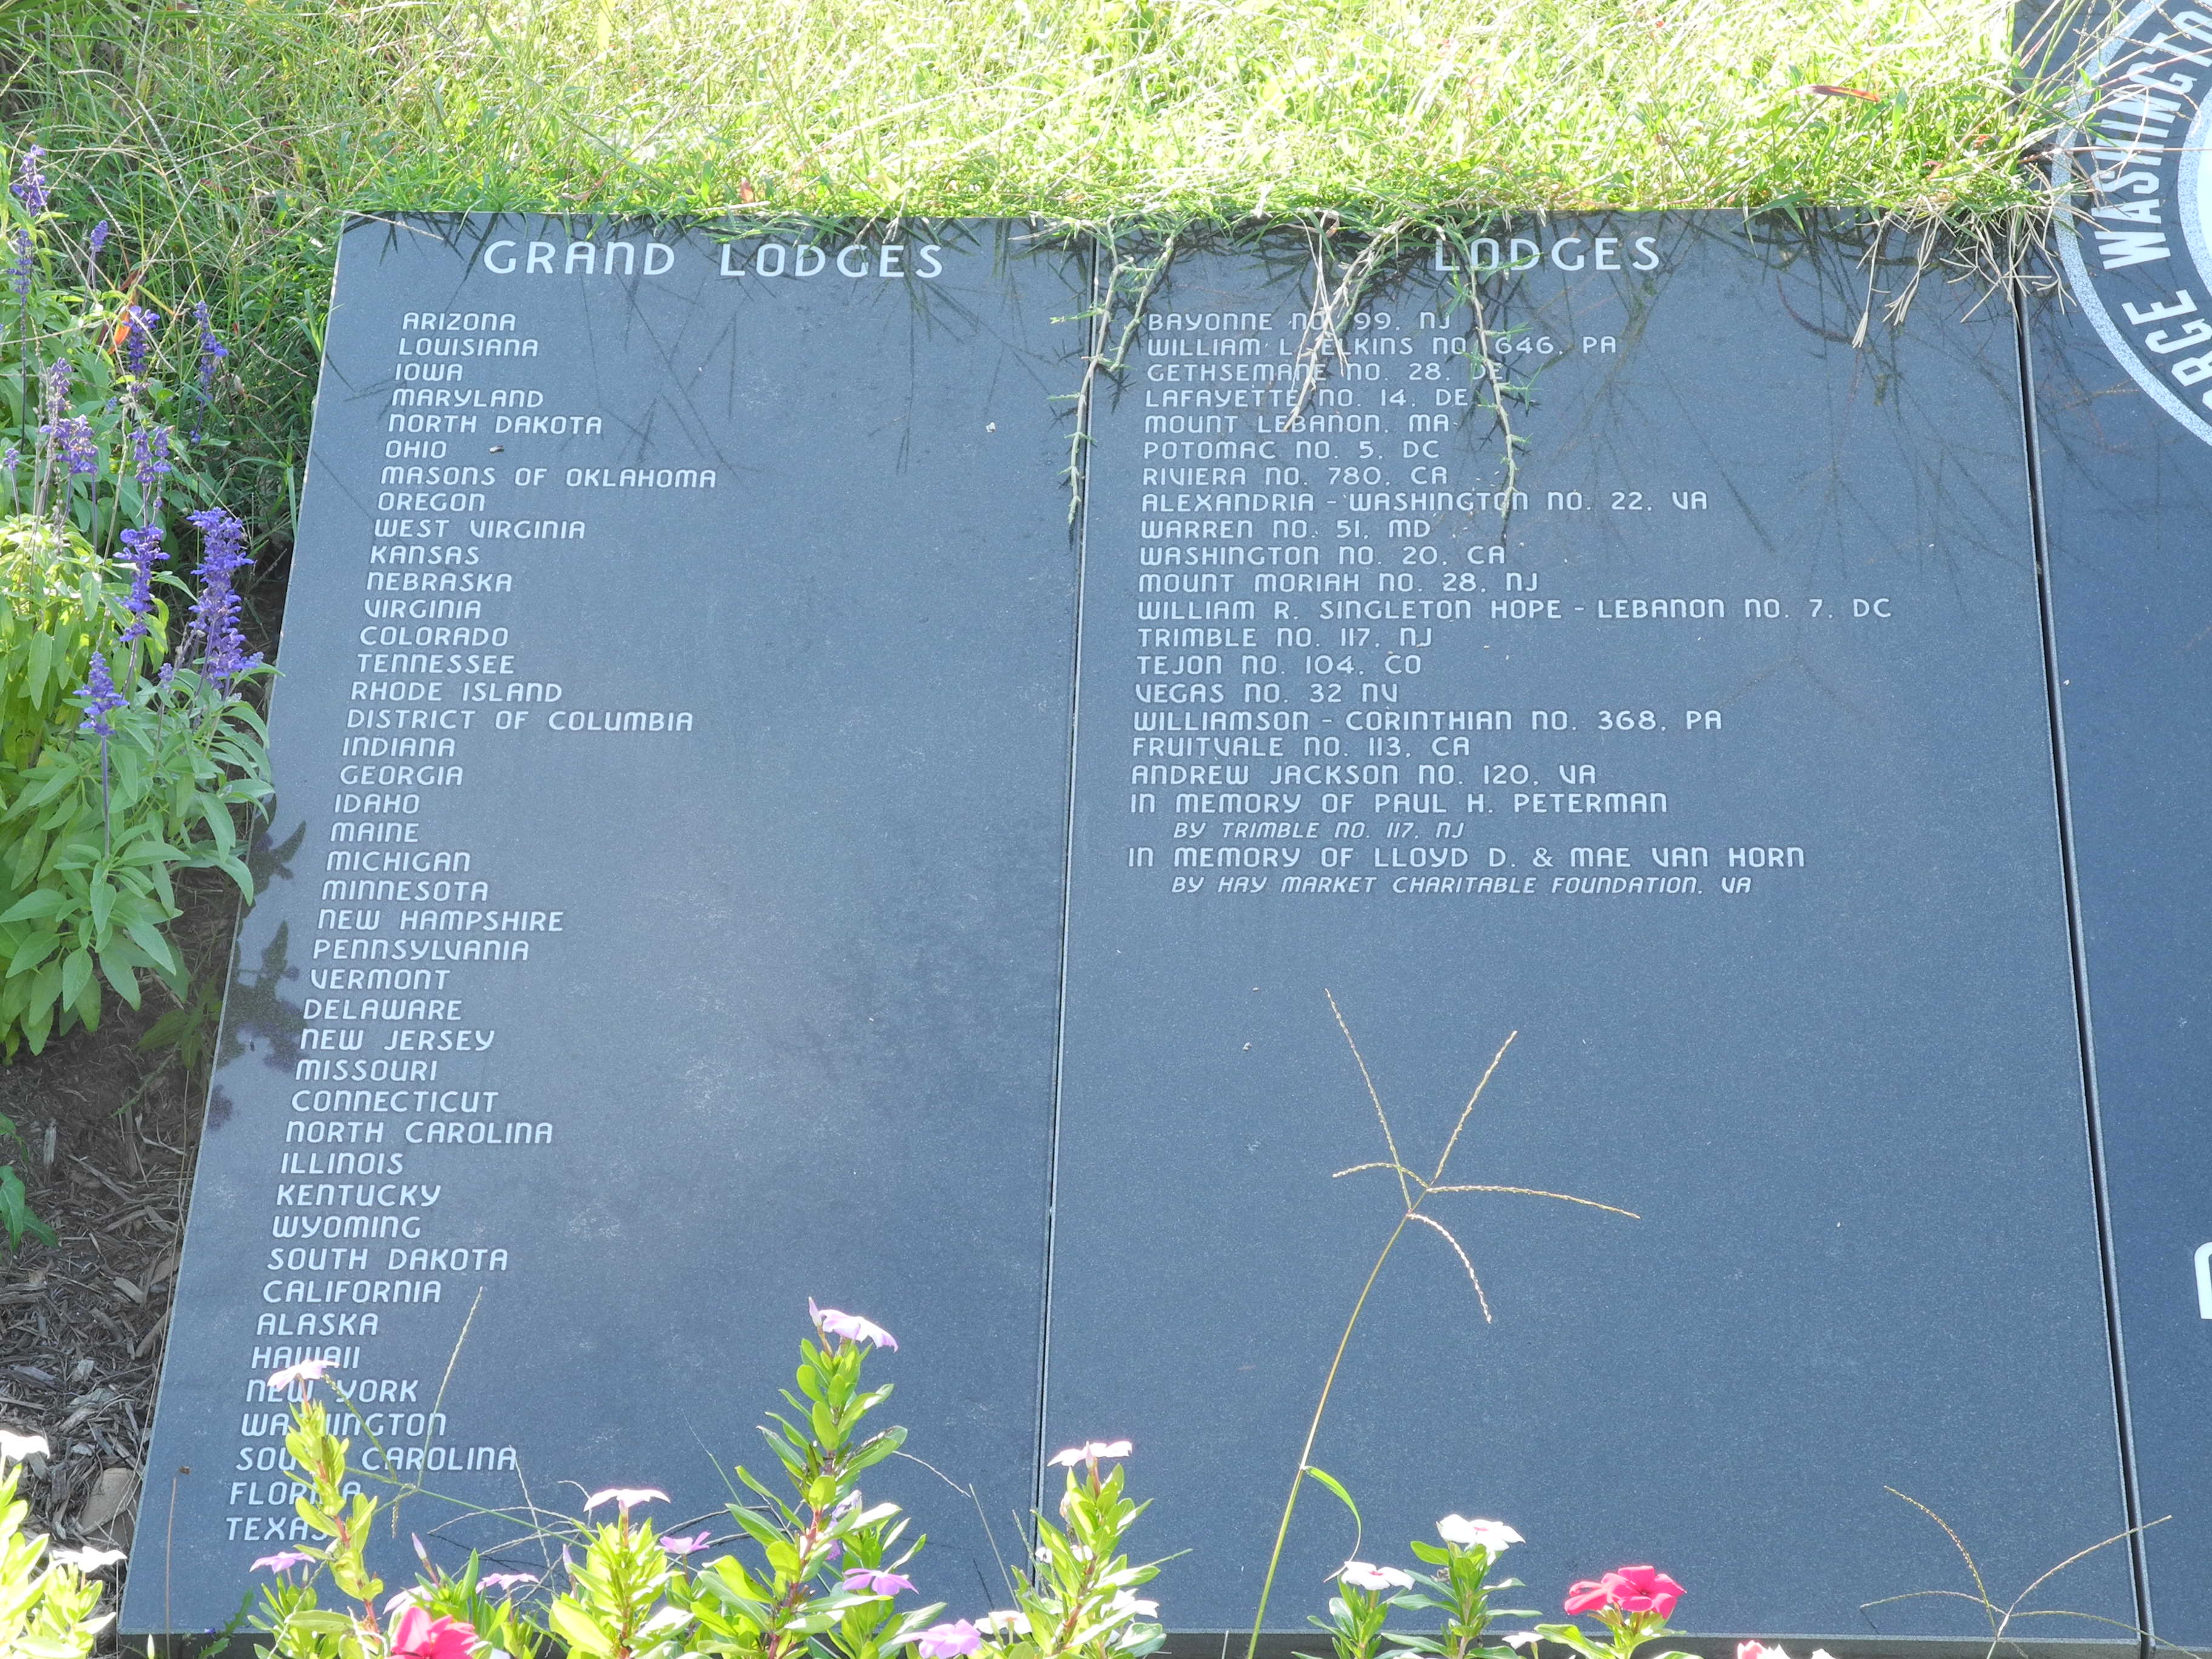 GRAND LODGES
ARIZONA
LOUISIANA
IOWA
MARYLAND
NORTH DAKOTA
OHIO
MASONS OF OKLAHOMA
OREGON
WEST VIRGINIA
KANSAS
NEBRASKA
VIRGINIA
COLORADO
TENNESSEE
RHODE ISLAND
DISTRICT OF COLUMBIA
INDIANA
GEORGIA
IDAHO
MAINE
MICHIGAN
MINNESOTA
NEW HAMPSHIRE
PENNSYLVANIA
VERMONT
DELAWARE
NEW JERSEY
MISSOURI
CONNECTICUT
NORTH CAROLINA
ILLINOIS
KENTUCKY
WYOMING
SOUTH DAKOTA
CALIFORNIA
ALASKA
HAWAII
NEW YORK
WASHINGTON
SOUTH CAROLINA
FLORIDA
TEXAS
LODGES
BAYONNE NO. 99, NJ
WILLIAM L. ELKINS NO. 646, PA
GETHSEMANE NO. 28, DE
LAFAYETTE NO. 14, DE
MOUNT LEBANON, MA
POTOMAC NO. 5, DC
RIVIERA NO. 780, CA
ALEXANDRIA - WASHINGTON NO. 22, VA
WARREN NO. 51, MD
WASHINGTON NO. 20, CA
MOUNT MORIAH NO. 28, NJ
WILLIAM R. SINGLETON HOPE - LEBANON NO. 7, DC
TRIMBLE NO. 117, NJ
TEJON NO. 104, CO
VEGAS NO. 32 NV
WILLIAMSON - CORINTHIAN NO. 368, PA
FRUITVALE NO. 113, CA
ANDREW JACKSON NO. 120, VA
IN MEMORY OF PAUL H. PETERMAN
BY TRIMBLE NO. 117, NJ
IN MEMORY OF LLOYD D. & MAE VAN HORN
BY HAY MARKET CHARITABLE FOUNDATION, VA
RGE WASHINGTO